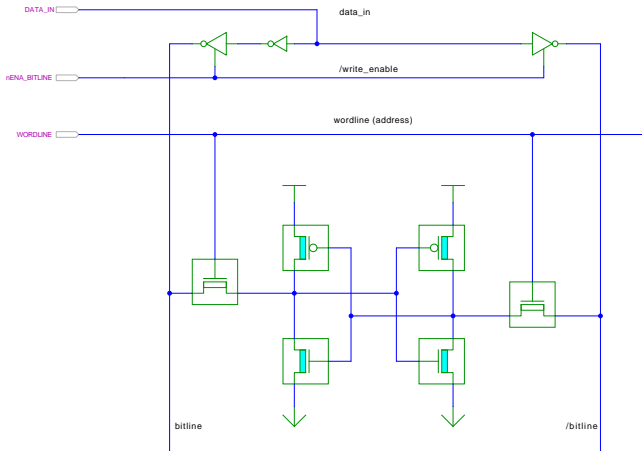 DATA_IN
data_in
nENA_BITLINE
/write_enable
wordline (address)
WORDLINE
bitline
/bitline